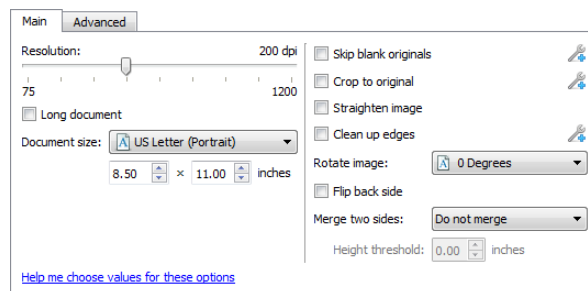 Main Advanced
Resolution: 200 dpi
75 1200
Long document
Document size: US Letter (Portrait)
8.50 × 11.00 inches
Skip blank originals
Crop to original
Straighten image
Clean up edges
Rotate image: 0 Degrees
Flip back side
Merge two sides: Do not merge
Height threshold: 0.00 inches
Help me choose values for these options